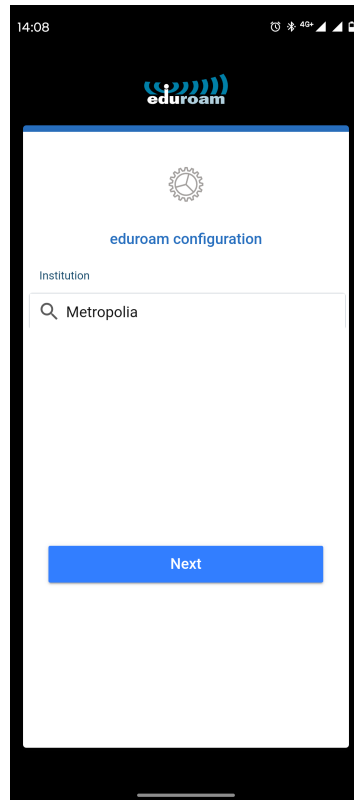 14:08
4G+
eduroam
eduroam configuration
Institution
Metropolia
Next